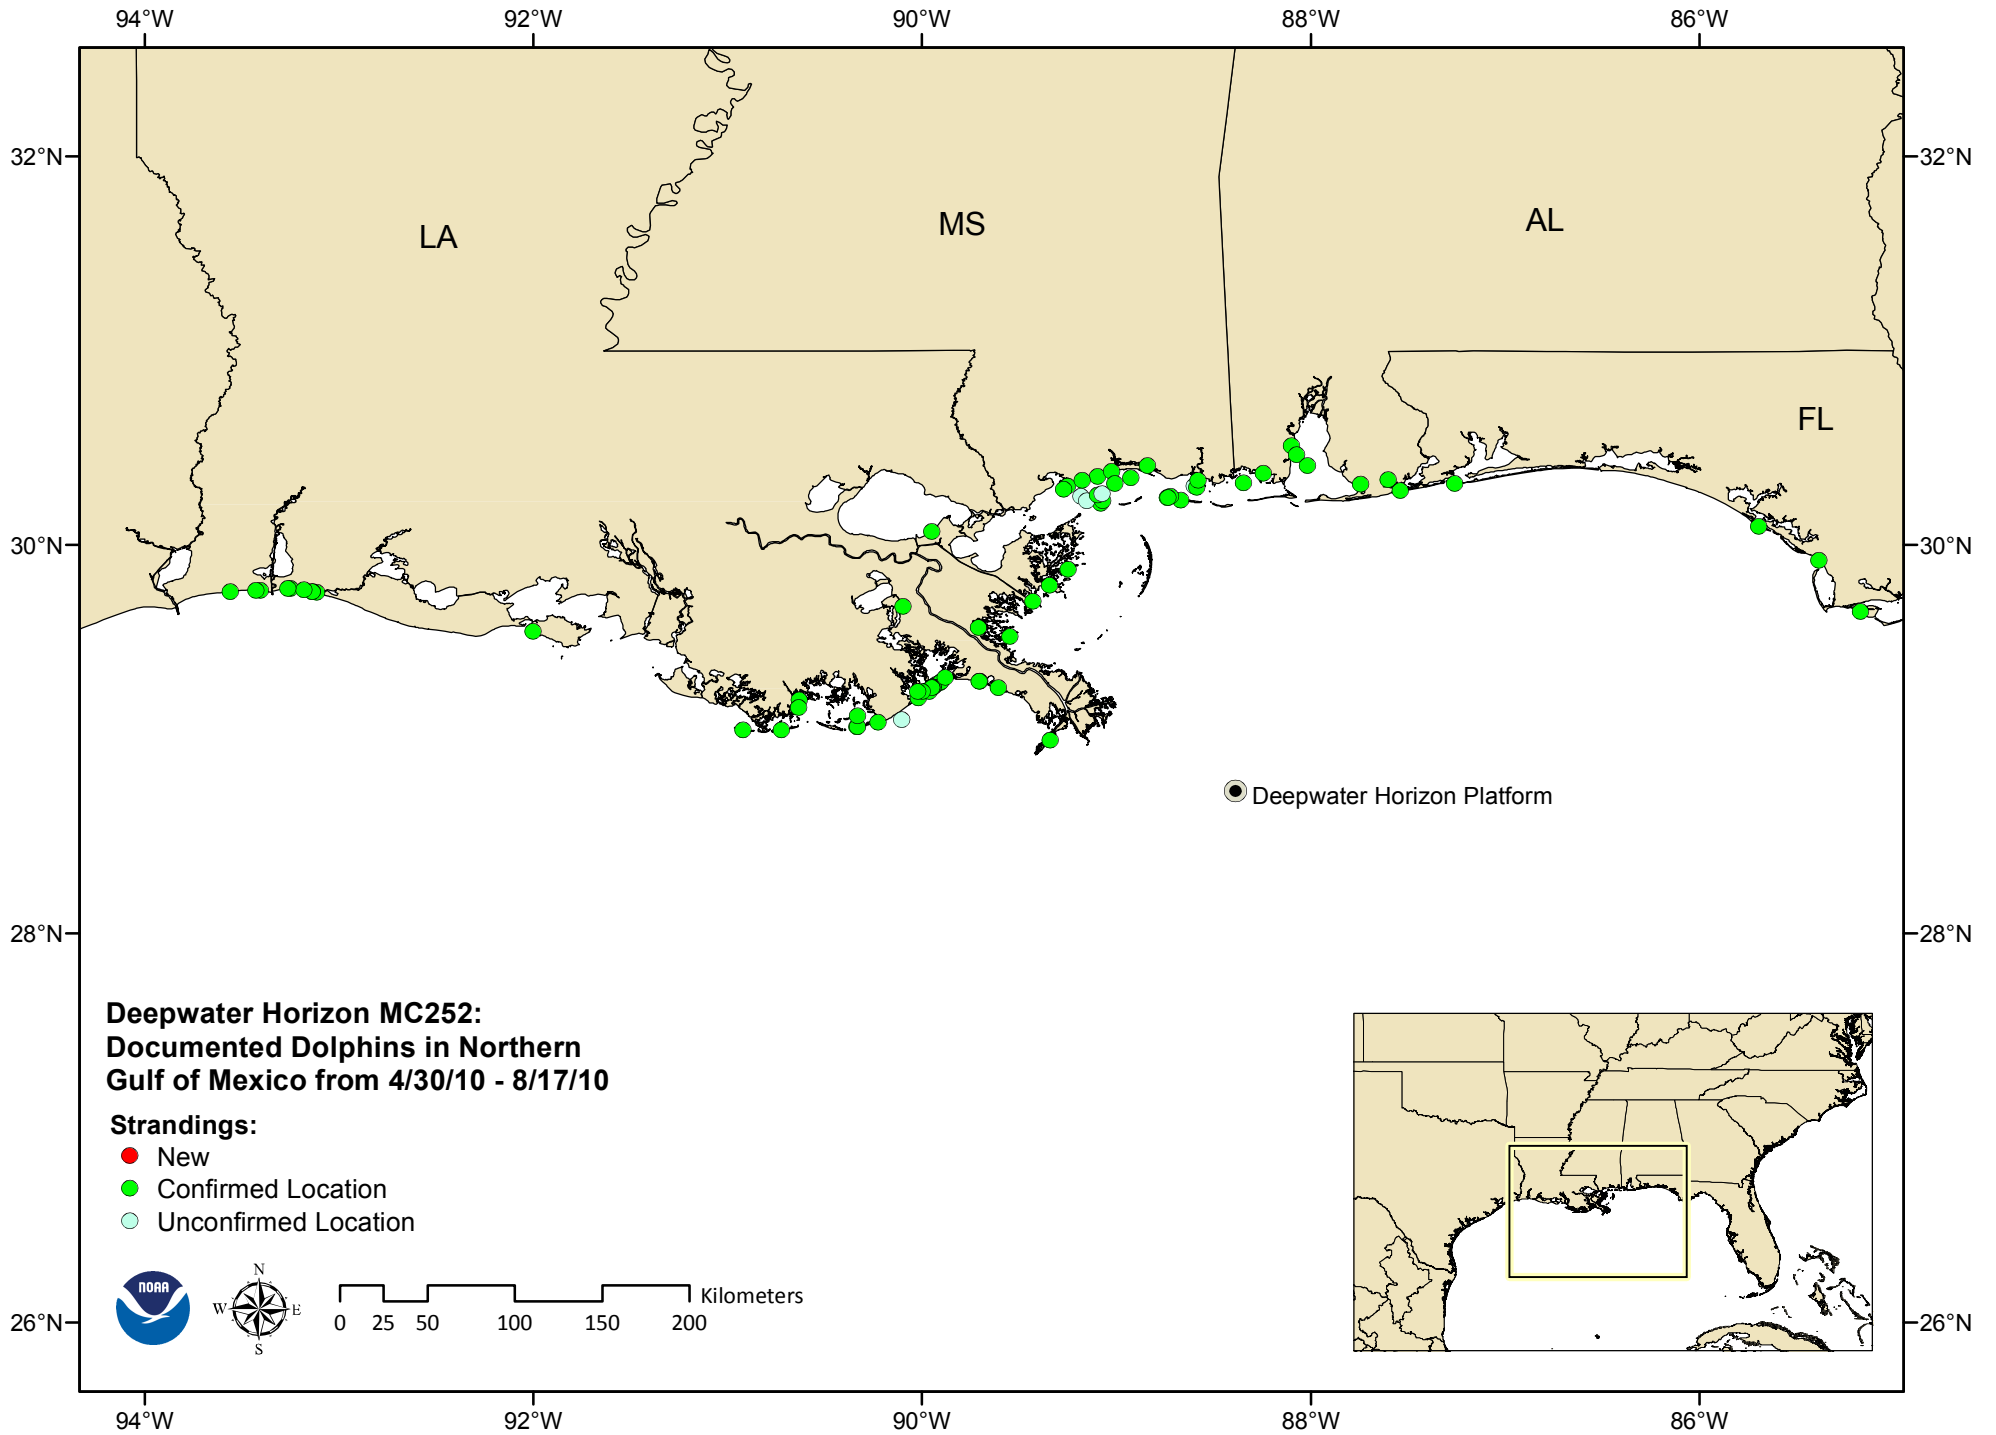 94°W 92°W 90°W 88°W 86°W
32°N 32°N
LA MS AL
FL
30°N 30°N
Deepwater Horizon Platform
28°N 28°N
Deepwater Horizon MC252:
Documented Dolphins in Northern
Gulf of Mexico from 4/30/10 - 8/17/10
Strandings:
New
Confirmed Location
Unconfirmed Location
NOAA
N
W E
S
Kilometers
0 25 50 100 150 200
26°N 26°N
94°W 92°W 90°W 88°W 86°W